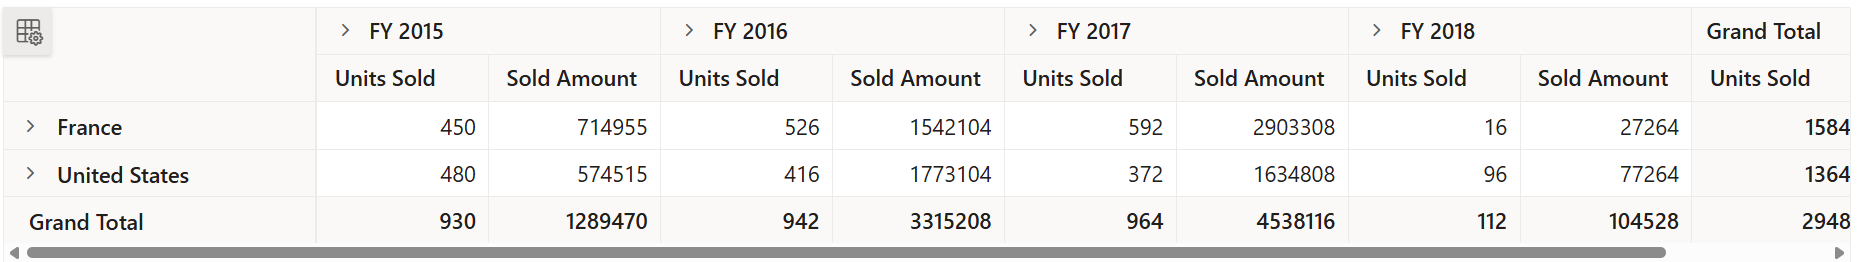 FY 2015 FY 2016 FY 2017 FY 2018 Grand Total
Units Sold Sold Amount Units Sold Sold Amount Units Sold Sold Amount Units Sold Sold Amount Units Sold
France 450 714955 526 1542104 592 2903308 16 27264 1584
United States 480 574515 416 1773104 372 1634808 96 77264 1364
Grand Total 930 1289470 942 3315208 964 4538116 112 104528 2948